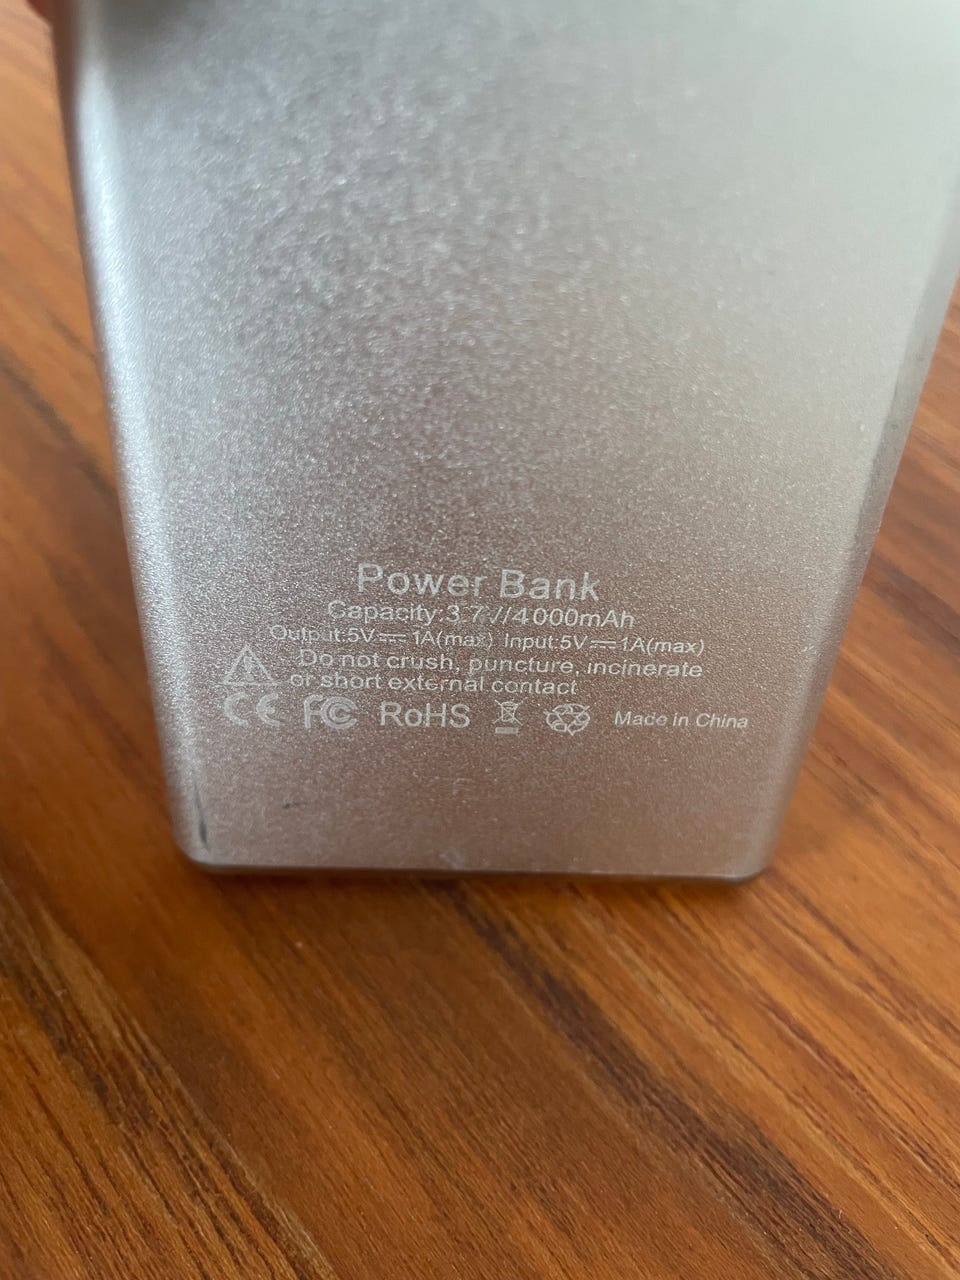 Power Bank
Capacity:3.7V/4000mAh
Output:5V⎓1A(max) Input:5V⎓1A(max)
Do not crush, puncture, incinerate
or short external contact
CE FC RoHS Made in China